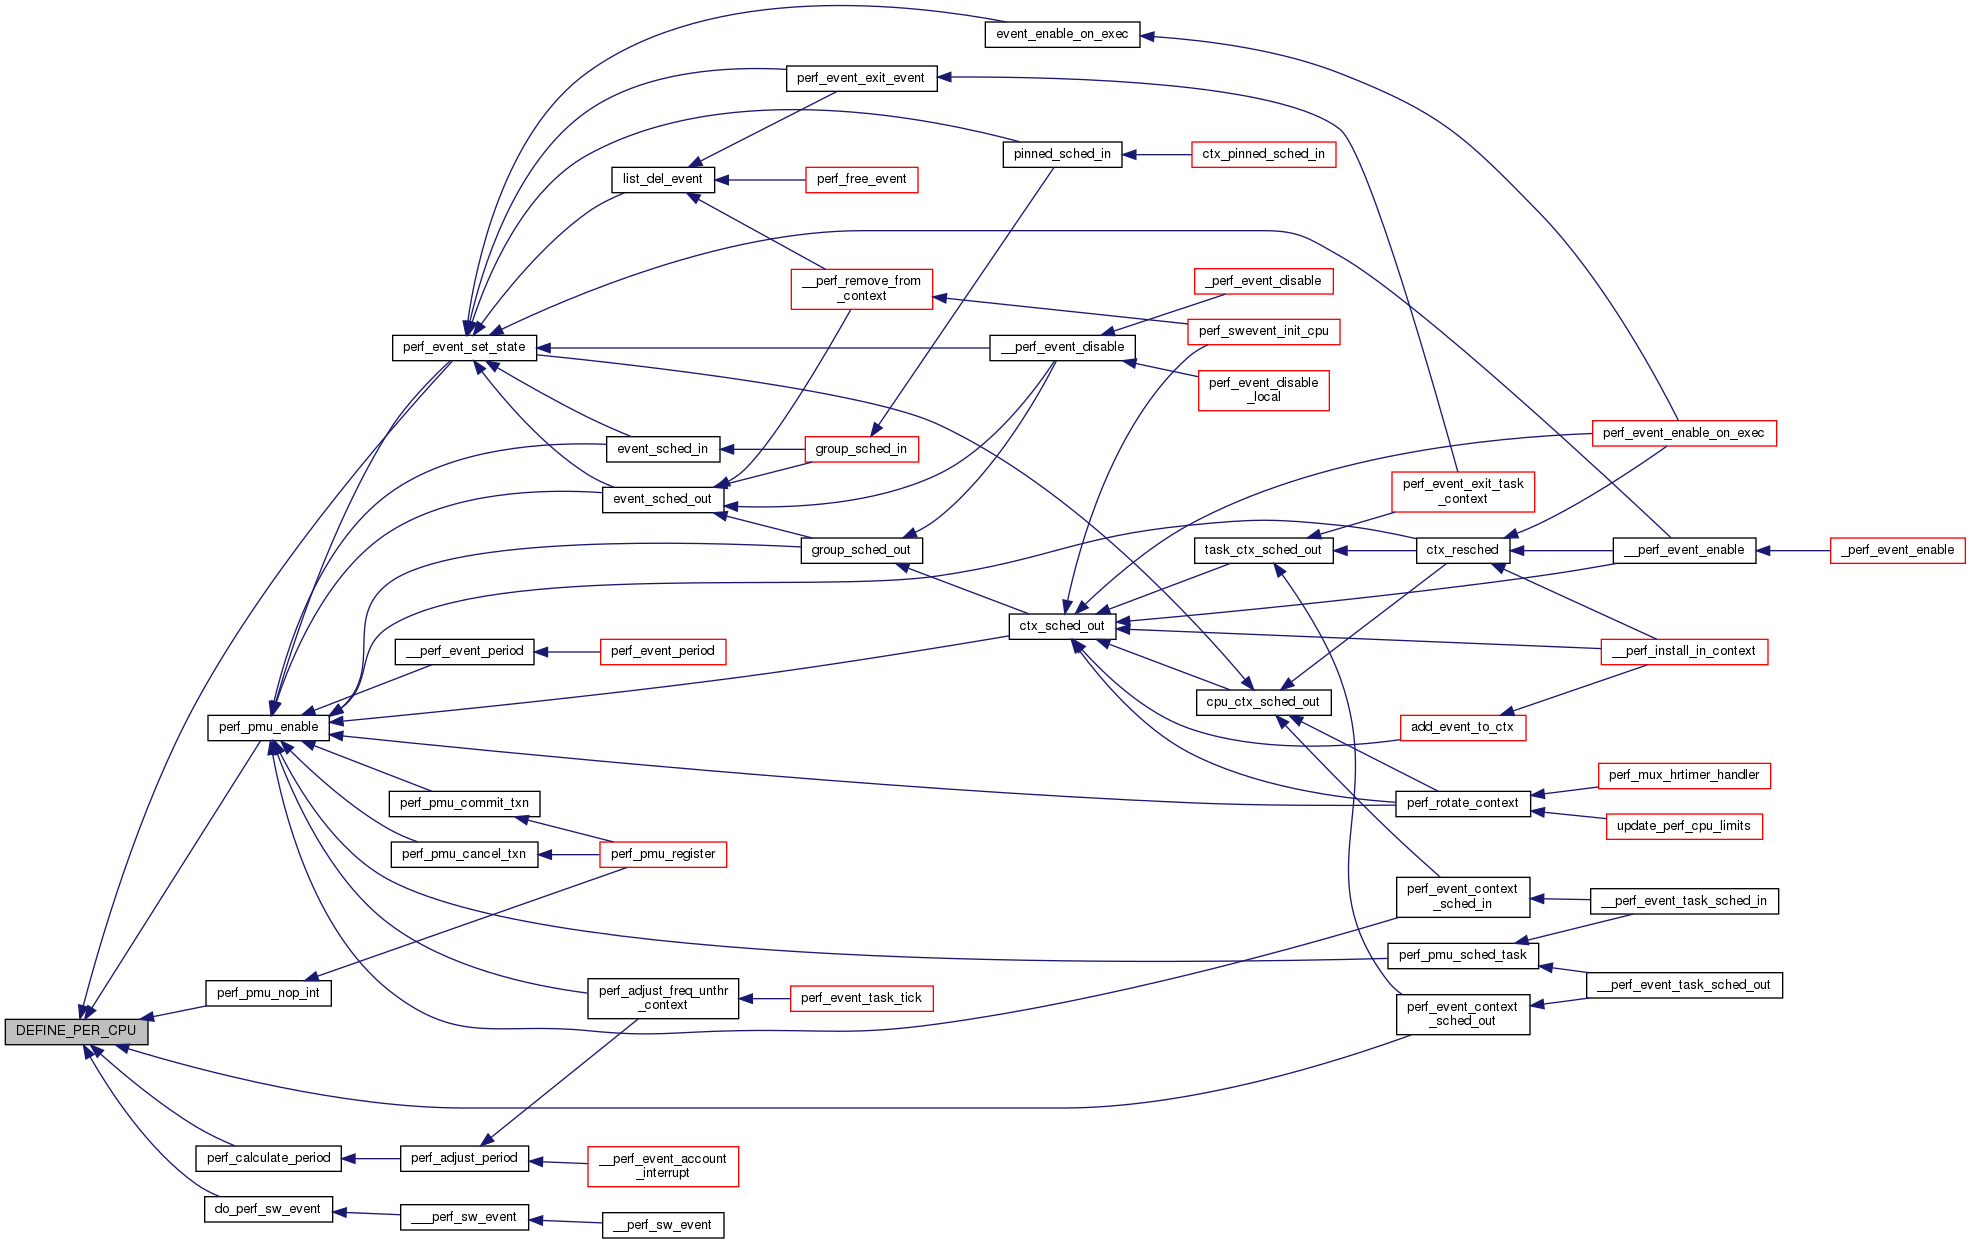 event_enable_on_exec
perf_event_exit_event
pinned_sched_in
ctx_pinned_sched_in
list_del_event
perf_free_event
__perf_remove_from
_context
_perf_event_disable
perf_swevent_init_cpu
perf_event_set_state
__perf_event_disable
perf_event_disable
_local
perf_event_enable_on_exec
event_sched_in
group_sched_in
perf_event_exit_task
_context
event_sched_out
group_sched_out
task_ctx_sched_out
ctx_resched
__perf_event_enable
_perf_event_enable
ctx_sched_out
__perf_event_period
perf_event_period
__perf_install_in_context
cpu_ctx_sched_out
perf_pmu_enable
add_event_to_ctx
perf_mux_hrtimer_handler
perf_pmu_commit_txn
perf_rotate_context
update_perf_cpu_limits
perf_pmu_cancel_txn
perf_pmu_register
perf_event_context
_sched_in
__perf_event_task_sched_in
perf_pmu_sched_task
perf_pmu_nop_int
perf_adjust_freq_unthr
_context
perf_event_task_tick
__perf_event_task_sched_out
perf_event_context
_sched_out
DEFINE_PER_CPU
perf_calculate_period
perf_adjust_period
__perf_event_account
_interrupt
do_perf_sw_event
___perf_sw_event
__perf_sw_event